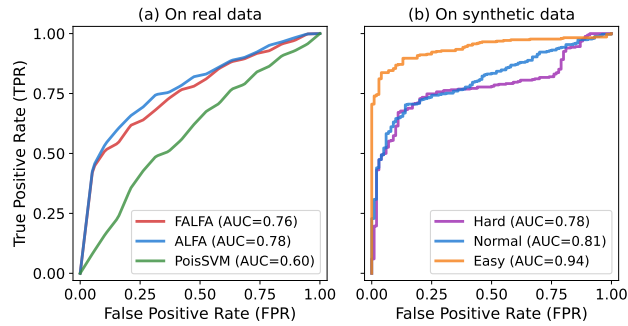 (a) On real data
(b) On synthetic data
True Positive Rate (TPR)
1.00
0.75
0.50
0.25
0.00
FALFA (AUC=0.76)
ALFA (AUC=0.78)
PoisSVM (AUC=0.60)
Hard (AUC=0.78)
Normal (AUC=0.81)
Easy (AUC=0.94)
0.00 0.25 0.50 0.75 1.00
0.00 0.25 0.50 0.75 1.00
False Positive Rate (FPR)
False Positive Rate (FPR)